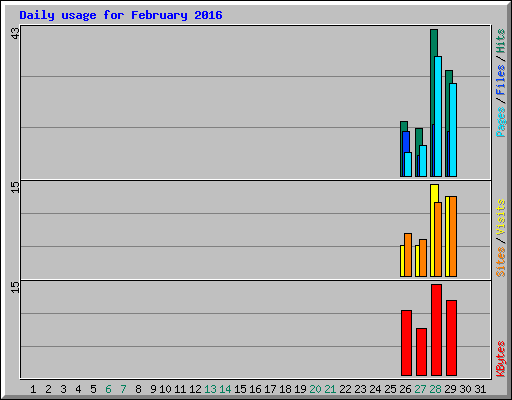 Daily usage for February 2016
43
Pages / Files / Hits
15
Sites / Visits
15
KBytes
1 2 3 4 5 6 7 8 9 10 11 12 13 14 15 16 17 18 19 20 21 22 23 24 25 26 27 28 29 30 31